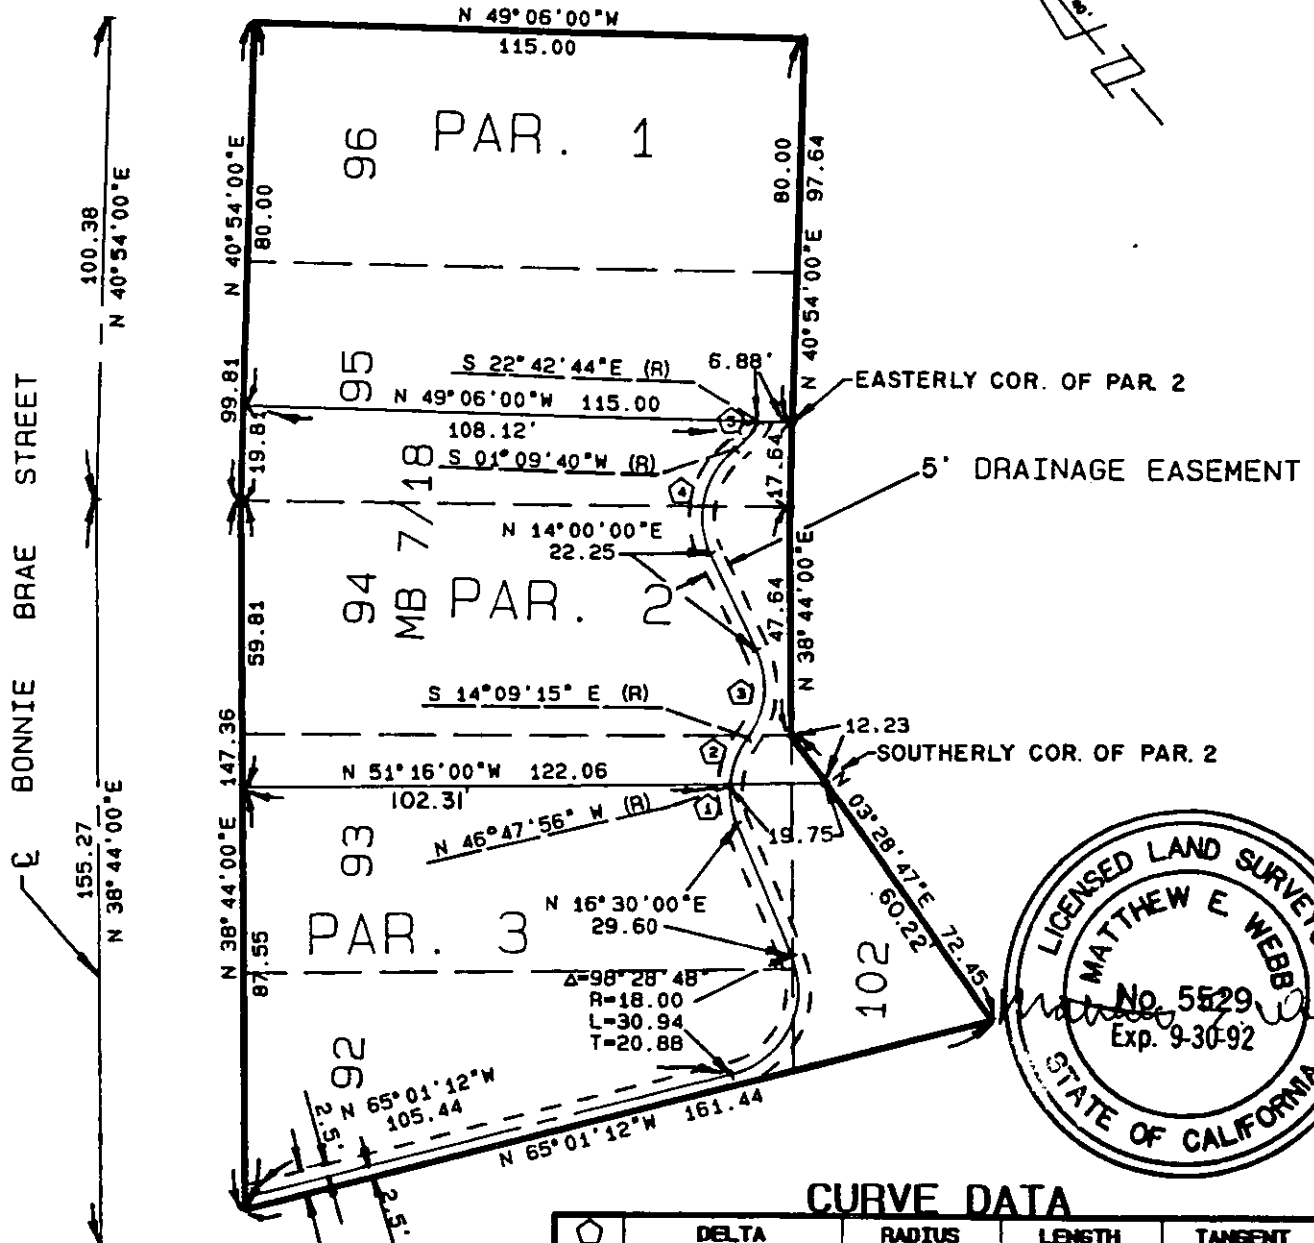 N 49°06'00"W
115.00
40'
96 PAR. 1
N 40°54'00"E
80.00
80.00
97.64
N 40°54'00"E
100.38
N 40°54'00"E
95
99.81
19.81
S 22°42'44"E (R)
6.88'
N 49°06'00"W 115.00
108.12'
5
EASTERLY COR. OF PAR. 2
S 01°09'40"W (R)
17.64
4
5' DRAINAGE EASEMENT
MB 7/18
N 14°00'00"E
22.25
94 PAR. 2
59.81
47.64
N 38°44'00"E
S 14°09'15" E (R)
3
2
12.23
SOUTHERLY COR. OF PAR. 2
147.36
N 38°44'00"E
N 51°16'00"W 122.06
102.31'
1
19.75
N 46°47'56" W (R)
N 03°28'47"E
72.45
60.22'
93
PAR. 3
N 16°30'00"E
29.60
87.55
Δ=98°28'48"
R=18.00
L=30.94
T=20.88
102
92
N 65°01'12"W
105.44
2.5'
2.5'
N 65°01'12"W 161.44
℄ BONNIE BRAE STREET
155.27
N 38°44'00"E
LICENSED LAND SURVEYO
MATTHEW E. WEBB
No. 5529
Exp. 9-30-92
STATE OF CALIFORNIA
CURVE DATA
DELTA RADIUS LENGTH TANGENT